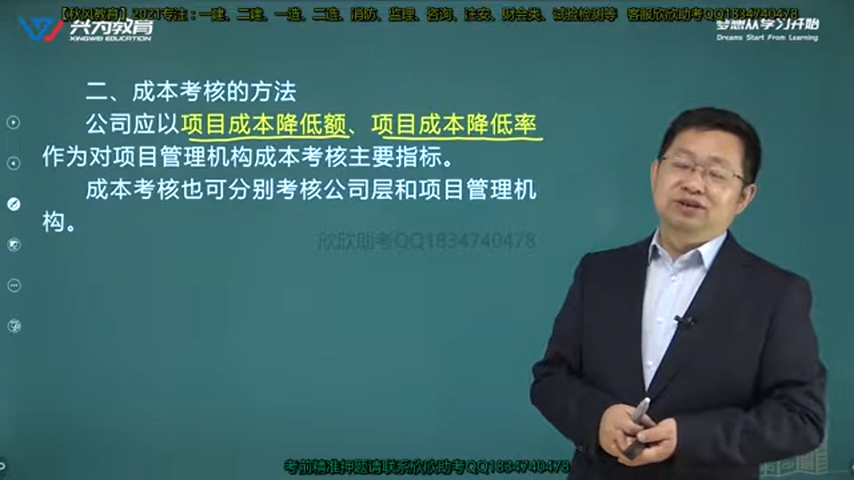 【秋风教育】2021专注：一建、二建、一造、二造、消防、监理、咨询、注安、财会类、试验检测等 客服欣欣助考QQ1834740478
兴为教育
XINGWEI EDUCATION
梦想从学习开始
Dreams Start From Learning
二、成本考核的方法
公司应以项目成本降低额、项目成本降低率
作为对项目管理机构成本考核主要指标。
成本考核也可分别考核公司层和项目管理机
构。
欣欣助考QQ1834740478
考前精准押题请联系欣欣助考QQ1834740478